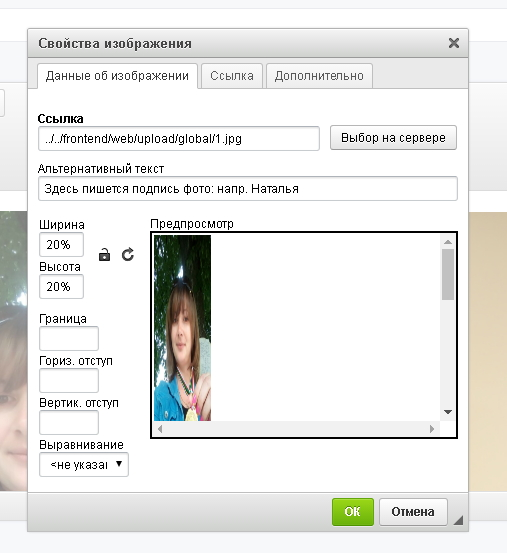 Свойства изображения
Данные об изображении Ссылка Дополнительно
Ссылка
../../frontend/web/upload/global/1.jpg Выбор на сервере
Альтернативный текст
Здесь пишется подпись фото: напр. Наталья
Ширина Предпросмотр
20%
Высота
20%
Граница
Гориз. отступ
Вертик. отступ
Выравнивание
<не указан
ОК Отмена